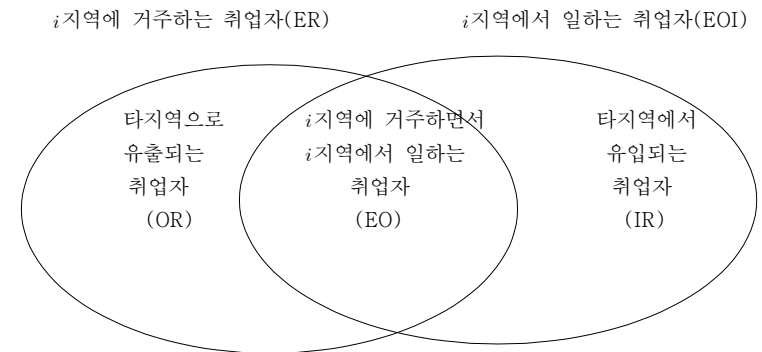 i지역에 거주하는 취업자(ER)
i지역에서 일하는 취업자(EOI)
타지역으로
유출되는
취업자
(OR)
i지역에 거주하면서
i지역에서 일하는
취업자
(EO)
타지역에서
유입되는
취업자
(IR)